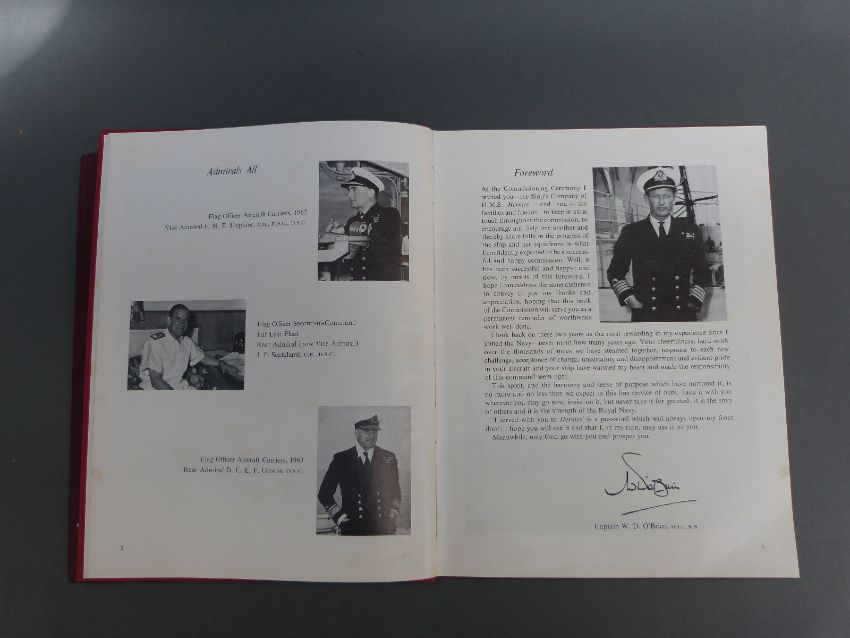 Admirals All
Flag Officer Aircraft Carriers, 1962
Vice Admiral F. H. E. Hopkins, C.B., D.S.O., D.S.C.
Flag Officer Second-in-Command
Far East Fleet
Rear Admiral (now Vice Admiral)
J. P. Scatchard, C.B., D.S.C.
Flag Officer Aircraft Carriers, 1963
Rear Admiral D. C. E. F. Gibson, D.S.C.
2
Foreword
At the Commissioning Ceremony I
invited you—the Ship's Company of
H.M.S. Hermes—and you—the
families and friends—to keep in close
touch throughout the commission, to
encourage and help one another and
thereby share fully in the progress of
the ship and her squadrons in what
I confidently expected to be a success-
ful and happy commission. Well, it
has been successful and happy; and
now, by means of this foreword, I
hope I can address the same audience
to convey to you my thanks and
appreciation, hoping that this book
of the Commission will serve you as a
permanent reminder of worthwhile
work well done.
I look back on these two years as the most rewarding in my experience since I
joined the Navy—never mind how many years ago. Your cheerfulness, hard work
over the thousands of miles we have steamed together, response to each new
challenge, acceptance of change, uncertainty and disappointment and evident pride
in your aircraft and your ship have warmed my heart and made the responsibility
of this command seem light.
This spirit, and the harmony and sense of purpose which have nurtured it, is
no more and no less than we expect in this fine service of ours. Take it with you
wherever you may go now, insist on it, but never take it for granted; it is the envy
of others and it is the strength of the Royal Navy.
'I served with you in Hermes' is a password which will always open my front
door; I hope you will use it and that I, in my turn, may use it on you.
Meanwhile, may God go with you and prosper you.
Captain W. D. O'Brien, D.S.C., R.N.